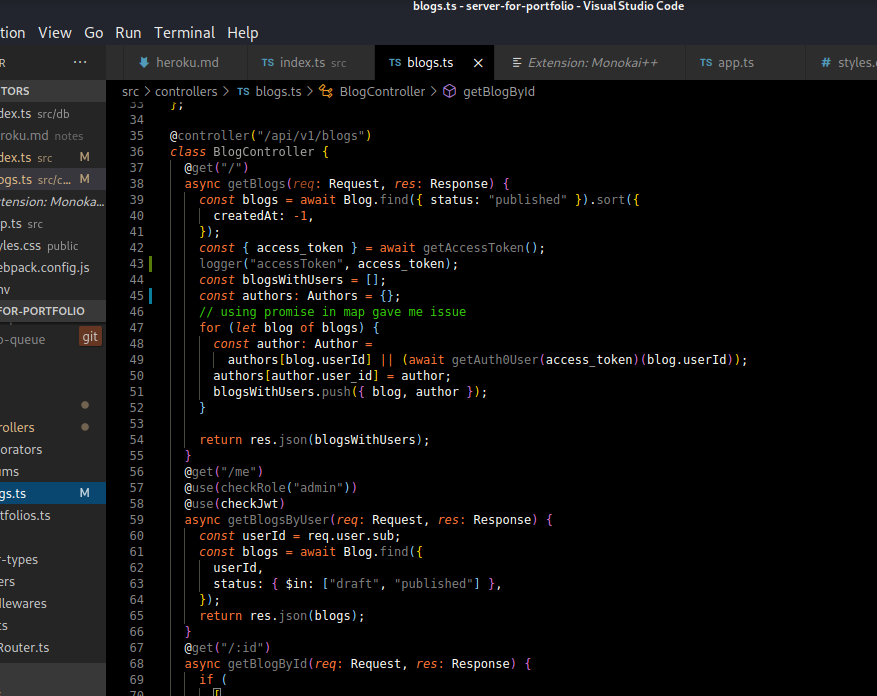 blogs.ts - server-for-portfolio - Visual Studio Code
tion View Go Run Terminal Help
R ... heroku.md TS index.ts src TS blogs.ts × Extension: Monokai++ TS app.ts # styles.c
TORS
src > controllers > TS blogs.ts > BlogController > getBlogById
dex.ts src/db
roku.md notes
dex.ts src M
ogs.ts src/c... M
tension: Monoka...
p.ts src
yles.css public
ebpack.config.js
nv
FOR-PORTFOLIO
o-queue git
rollers
orators
ms
gs.ts M
tfolios.ts
r-types
ers
dlewares
ts
Router.ts
33 };
34
35 @controller("/api/v1/blogs")
36 class BlogController {
37 @get("/")
38 async getBlogs(req: Request, res: Response) {
39 const blogs = await Blog.find({ status: "published" }).sort({
40 createdAt: -1,
41 });
42 const { access_token } = await getAccessToken();
43 logger("accessToken", access_token);
44 const blogsWithUsers = [];
45 const authors: Authors = {};
46 // using promise in map gave me issue
47 for (let blog of blogs) {
48 const author: Author =
49 authors[blog.userId] || (await getAuth0User(access_token)(blog.userId));
50 authors[author.user_id] = author;
51 blogsWithUsers.push({ blog, author });
52 }
53
54 return res.json(blogsWithUsers);
55 }
56 @get("/me")
57 @use(checkRole("admin"))
58 @use(checkJwt)
59 async getBlogsByUser(req: Request, res: Response) {
60 const userId = req.user.sub;
61 const blogs = await Blog.find({
62 userId,
63 status: { $in: ["draft", "published"] },
64 });
65 return res.json(blogs);
66 }
67 @get("/:id")
68 async getBlogById(req: Request, res: Response) {
69 if (
70 [